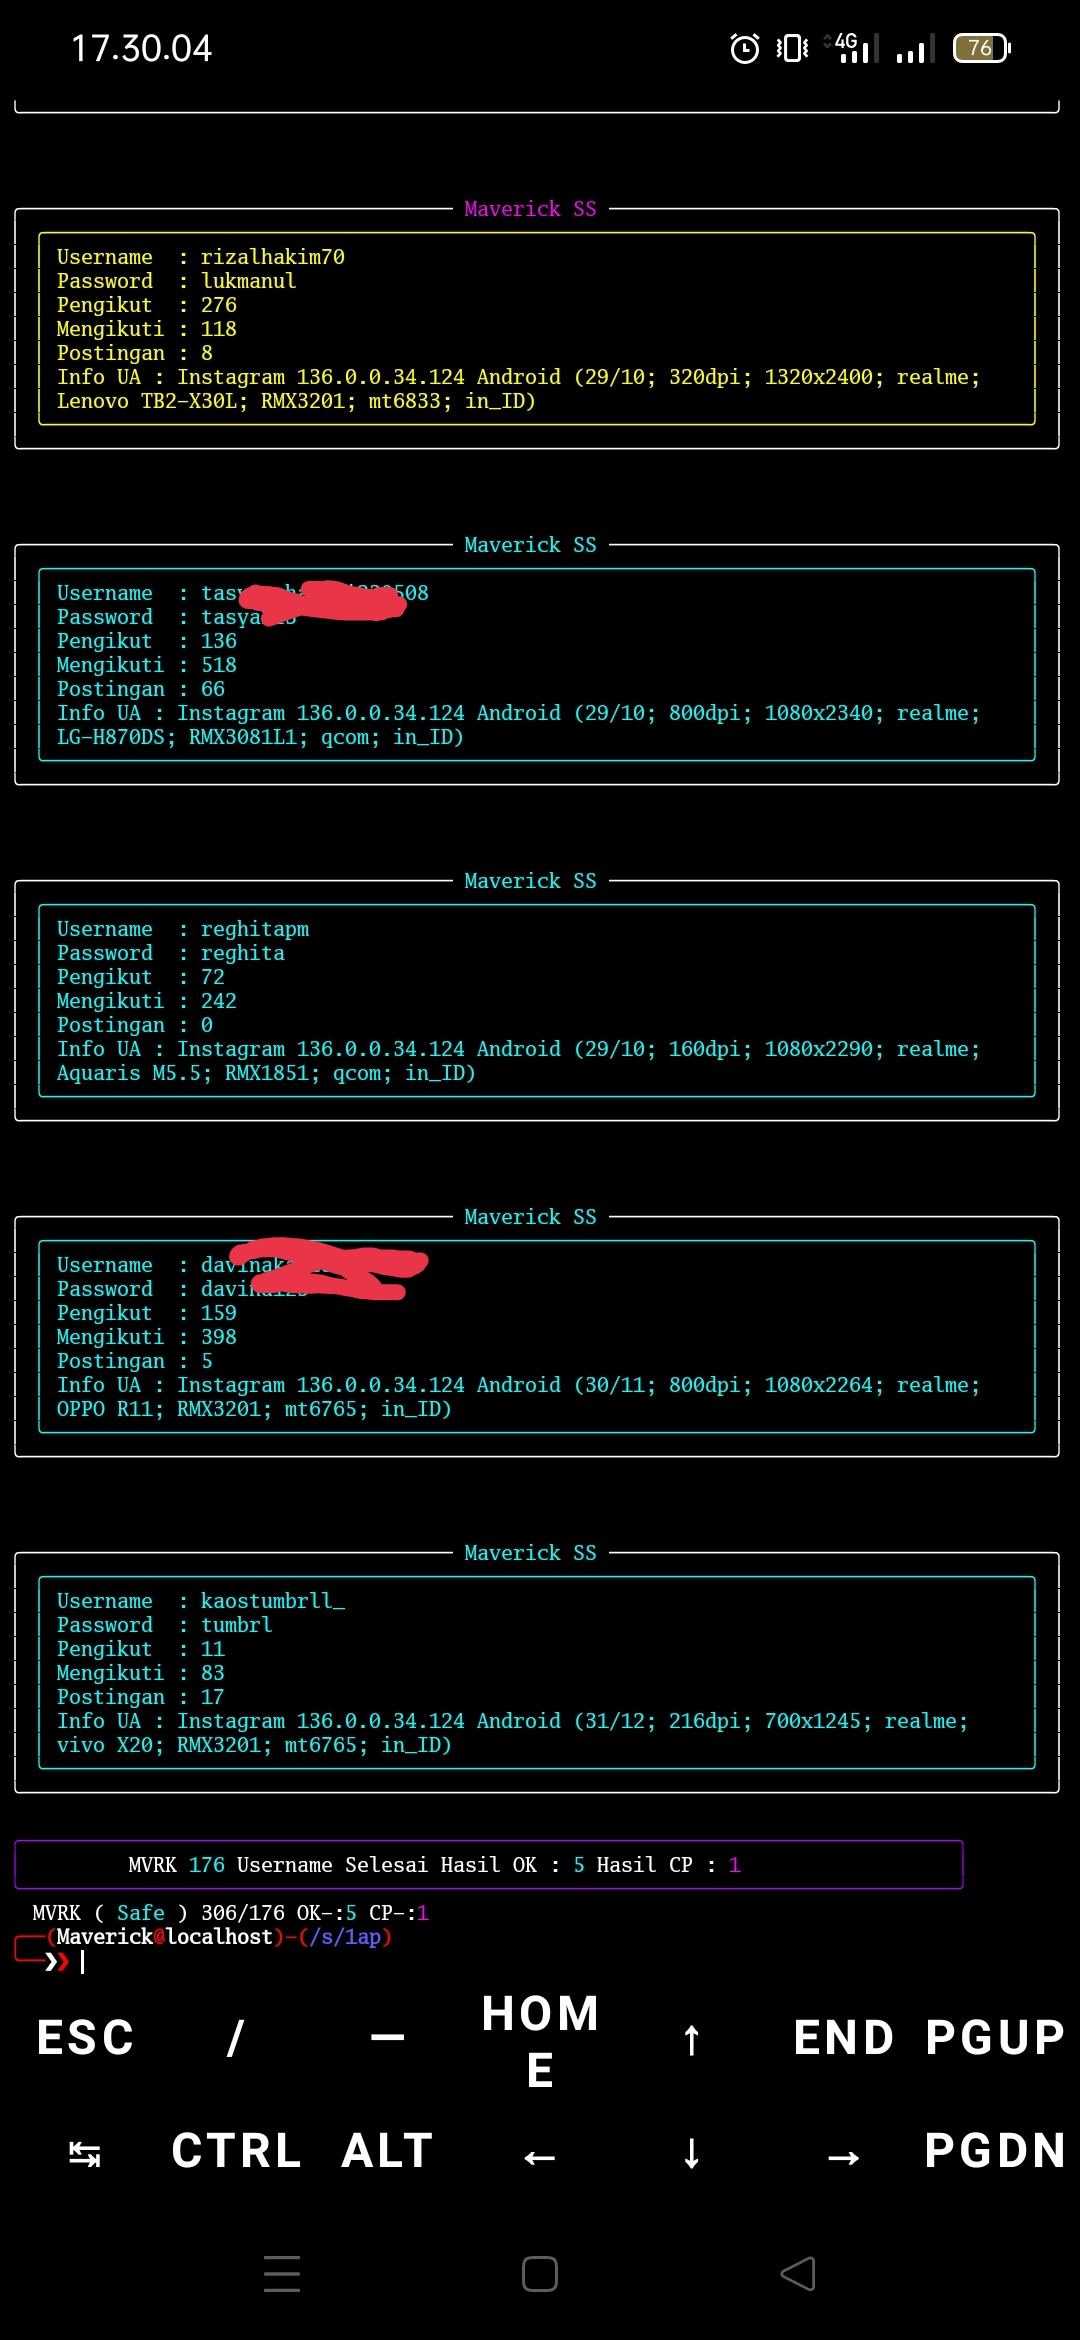 17.30.04
4G
76
Maverick SS
Username : rizalhakim70
Password : lukmanul
Pengikut : 276
Mengikuti : 118
Postingan : 8
Info UA : Instagram 136.0.0.34.124 Android (29/10; 320dpi; 1320x2400; realme;
Lenovo TB2-X30L; RMX3201; mt6833; in_ID)
Maverick SS
Username :
Password :
Pengikut : 136
Mengikuti : 518
Postingan : 66
Info UA : Instagram 136.0.0.34.124 Android (29/10; 800dpi; 1080x2340; realme;
LG-H870DS; RMX3081L1; qcom; in_ID)
Maverick SS
Username : reghitapm
Password : reghita
Pengikut : 72
Mengikuti : 242
Postingan : 0
Info UA : Instagram 136.0.0.34.124 Android (29/10; 160dpi; 1080x2290; realme;
Aquaris M5.5; RMX1851; qcom; in_ID)
Maverick SS
Username :
Password :
Pengikut : 159
Mengikuti : 398
Postingan : 5
Info UA : Instagram 136.0.0.34.124 Android (30/11; 800dpi; 1080x2264; realme;
OPPO R11; RMX3201; mt6765; in_ID)
Maverick SS
Username : kaostumbrll_
Password : tumbrl
Pengikut : 11
Mengikuti : 83
Postingan : 17
Info UA : Instagram 136.0.0.34.124 Android (31/12; 216dpi; 700x1245; realme;
vivo X20; RMX3201; mt6765; in_ID)
MVRK 176 Username Selesai Hasil OK : 5 Hasil CP : 1
MVRK ( Safe ) 306/176 OK-:5 CP-:1
(Maverick@localhost)-(/s/1ap)
❯❯
ESC / — HOME ↑ END PGUP
↹ CTRL ALT ← ↓ → PGDN